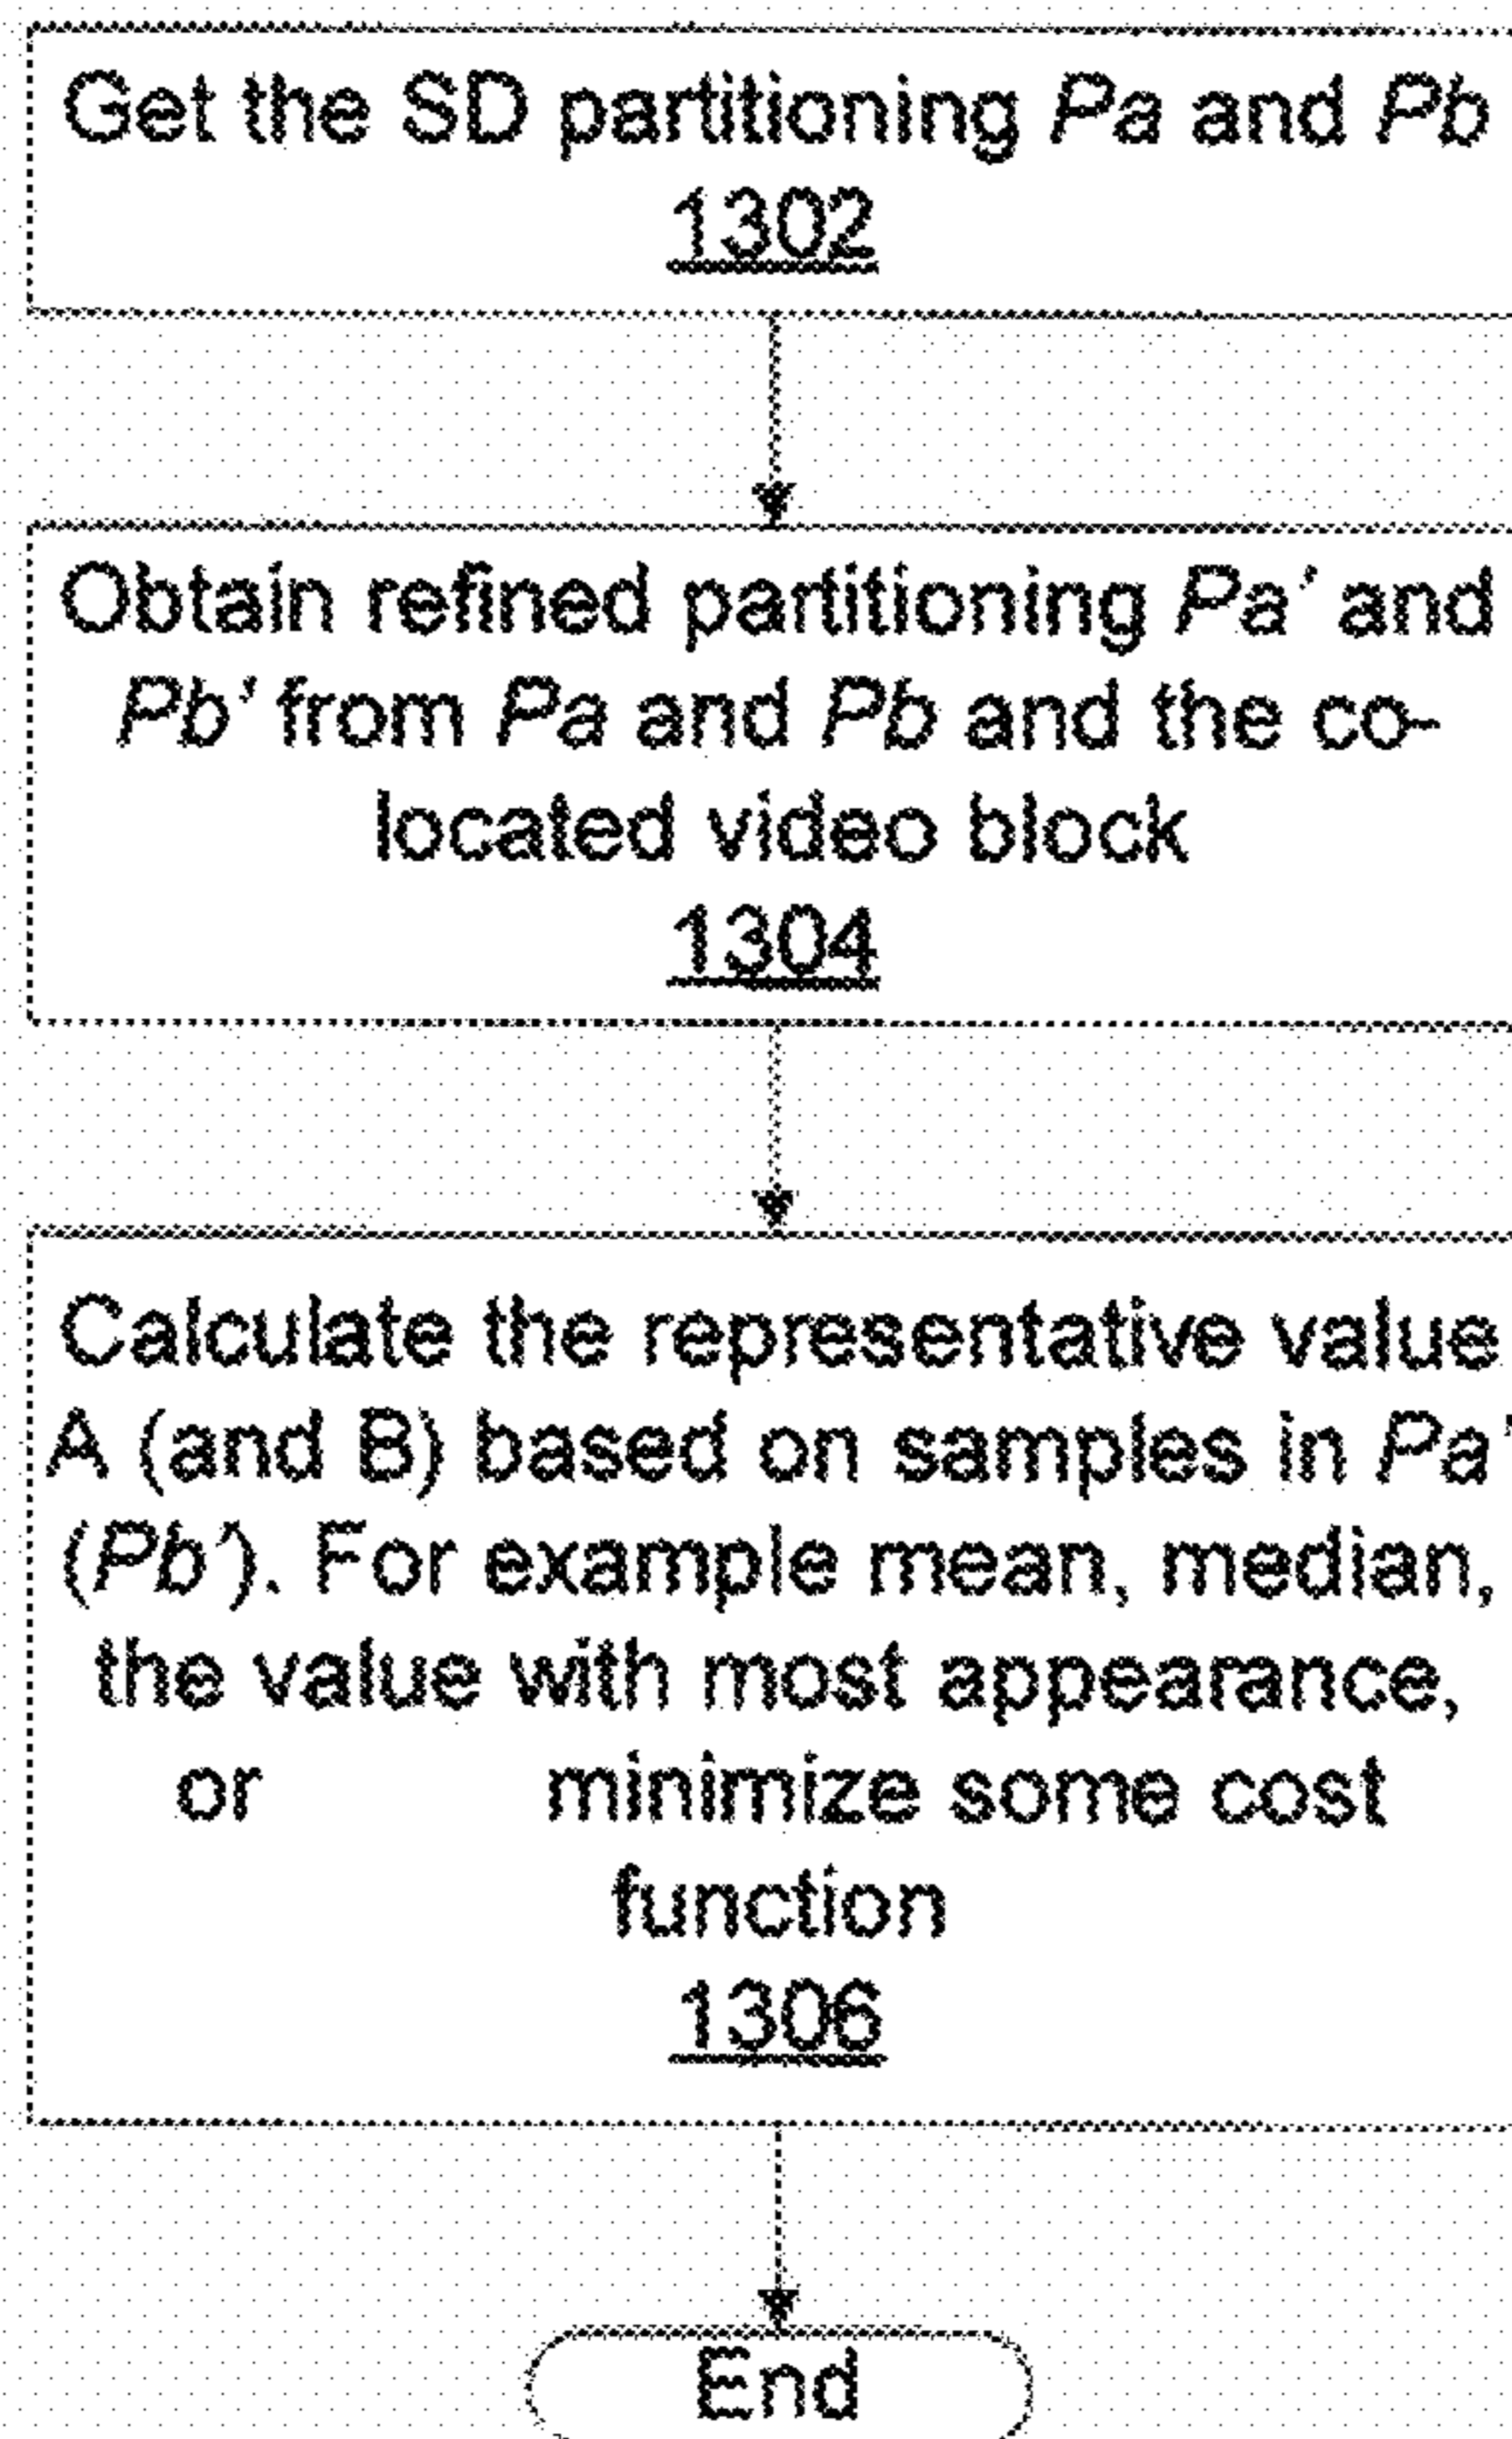 Get the SD partitioning Pa and Pb
1302
Obtain refined partitioning Pa' and
Pb' from Pa and Pb and the co-
located video block
1304
Calculate the representative value
A (and B) based on samples in Pa'
(Pb'). For example mean, median,
the value with most appearance,
or minimize some cost
function
1306
End